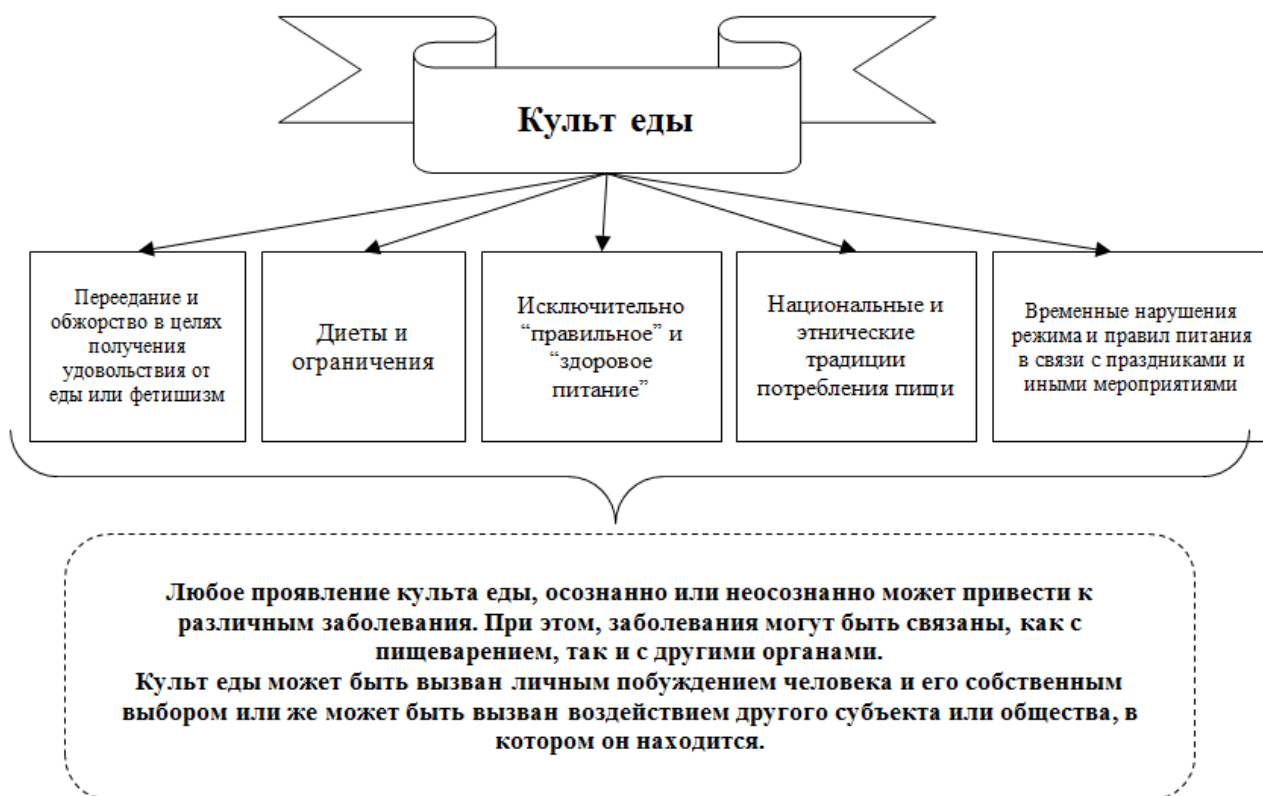 Культ еды
Переедание и
обжорство в целях
получения
удовольствия от
еды или фетишизм
Диеты и
ограничения
Исключительно
“правильное” и
“здоровое
питание”
Национальные и
этнические
традиции
потребления пищи
Временные нарушения
режима и правил питания
в связи с праздниками и
иными мероприятиями
Любое проявление культа еды, осознанно или неосознанно может привести к
различным заболевания. При этом, заболевания могут быть связаны, как с
пищеварением, так и с другими органами.
Культ еды может быть вызван личным побуждением человека и его собственным
выбором или же может быть вызван воздействием другого субъекта или общества, в
котором он находится.